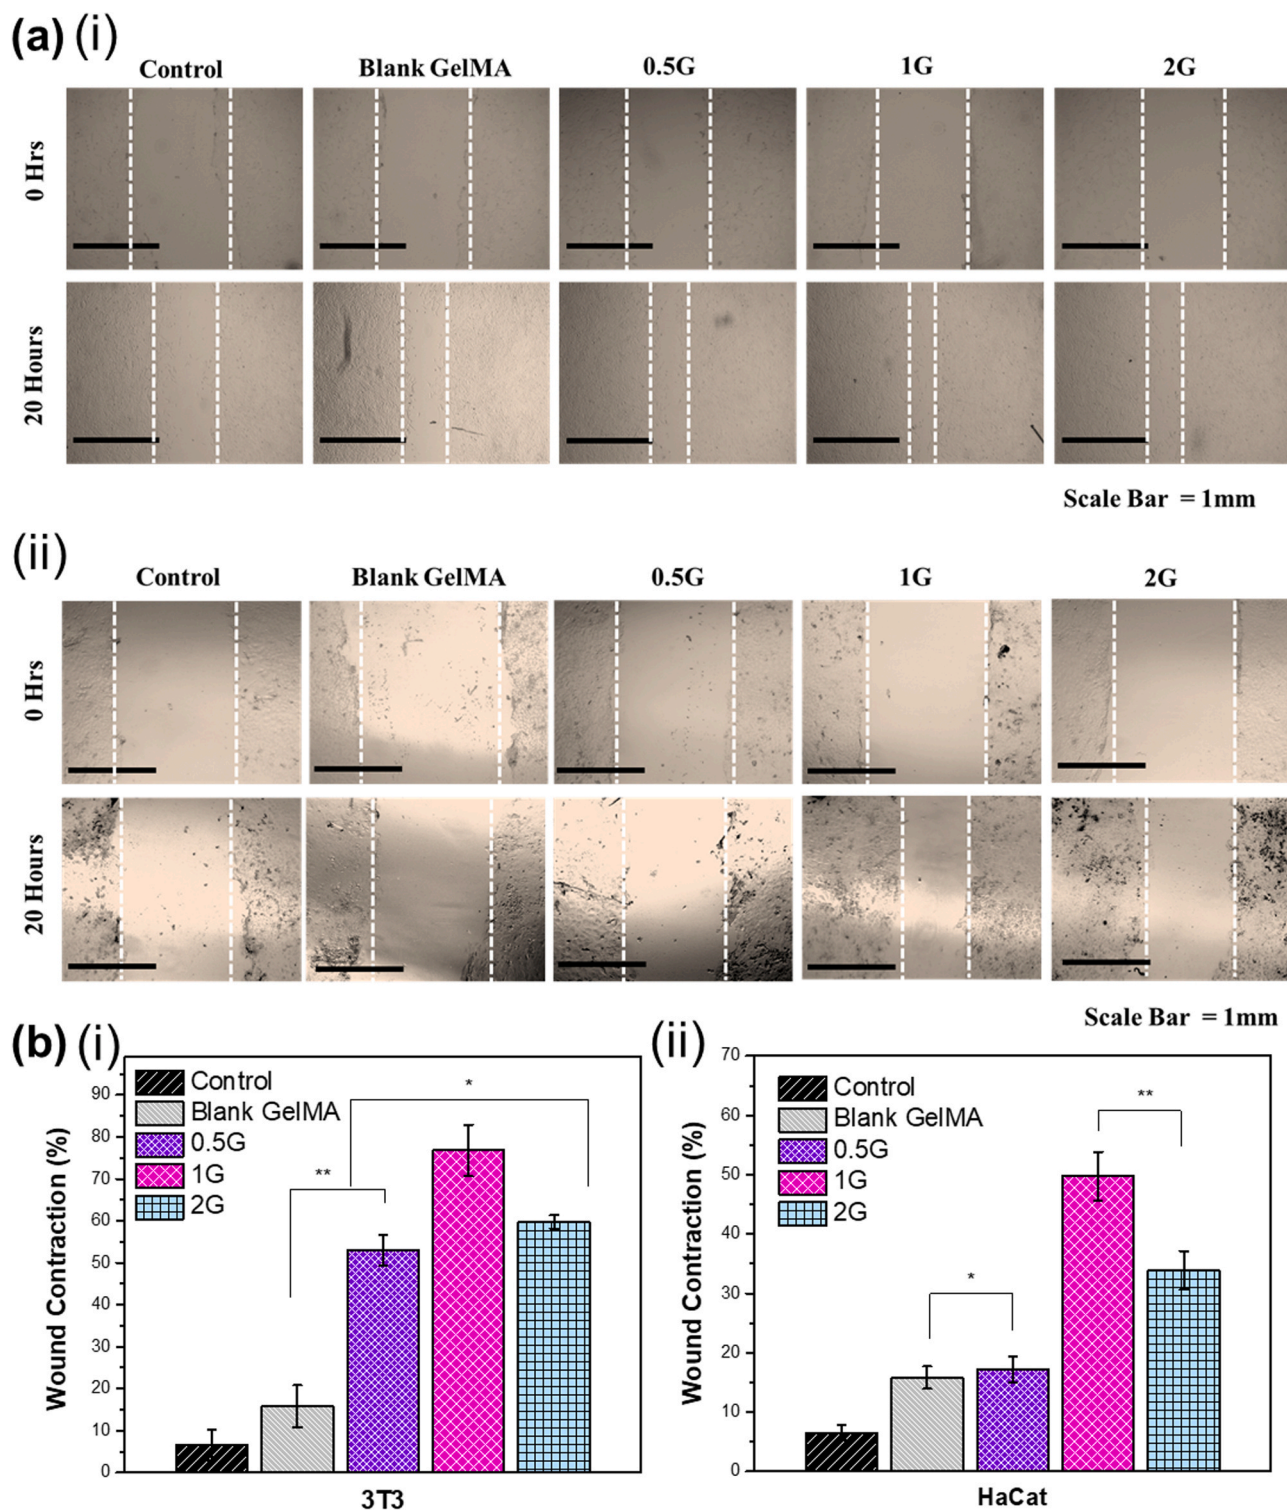 (a) (i)
Control Blank GelMA 0.5G 1G 2G
0 Hrs
20 Hours
Scale Bar = 1mm
(ii)
Control Blank GelMA 0.5G 1G 2G
0 Hrs
20 Hours
Scale Bar = 1mm
(b) (i)
Wound Contraction (%)
90
80
70
60
50
40
30
20
10
0
Control
Blank GelMA
0.5G
1G
2G
**
*
3T3
(ii)
Wound Contraction (%)
70
60
50
40
30
20
10
0
Control
Blank GelMA
0.5G
1G
2G
*
**
HaCat